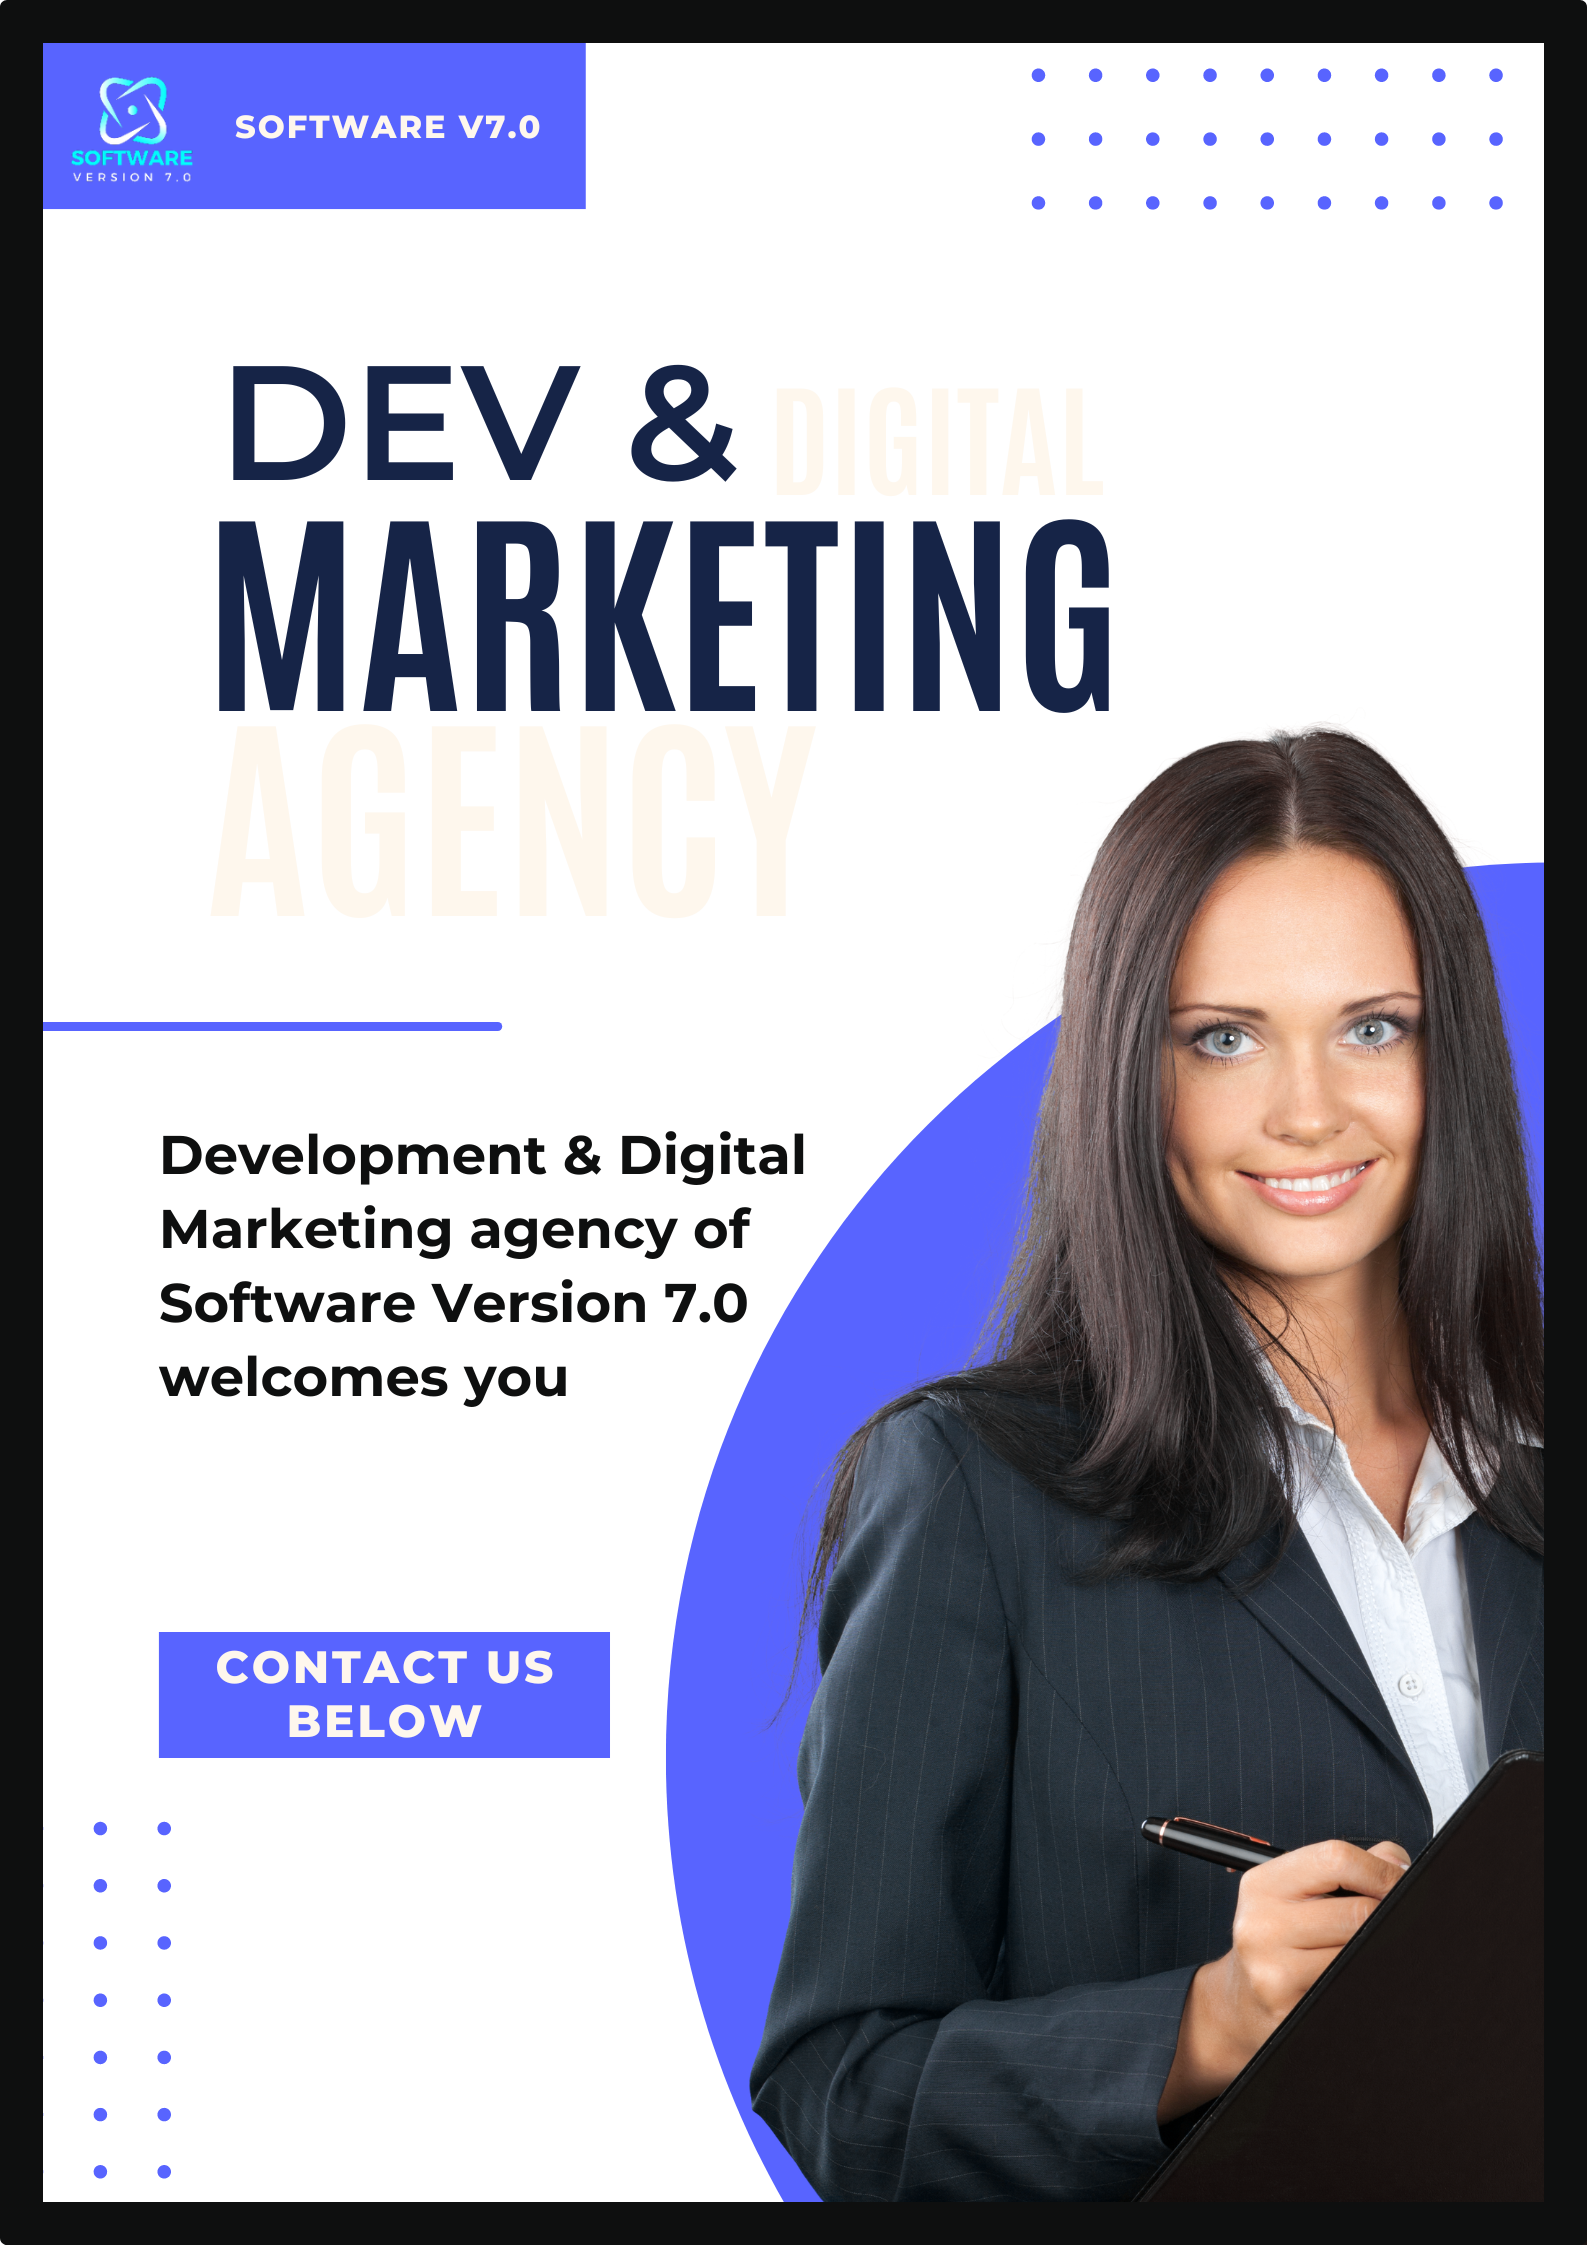 SOFTWARE
VERSION 7.0
SOFTWARE V7.0
DEV & DIGITAL
MARKETING
AGENCY
Development & Digital
Marketing agency of
Software Version 7.0
welcomes you
CONTACT US
BELOW